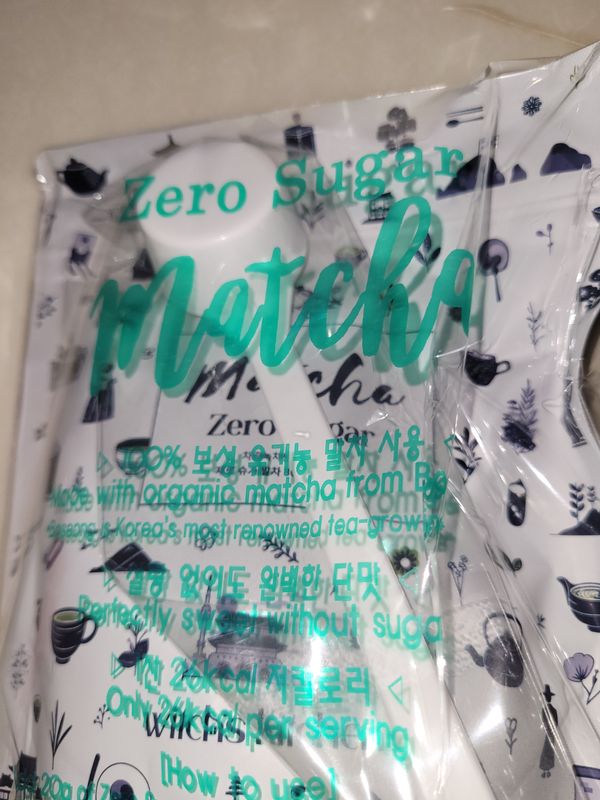 Zero Sugar
Matcha
Matcha
Zero Sugar
100% 보성 유기농 말차 사용
Made with organic matcha from
Boseong is Korea's most renowned tea-growing
설탕 없이도 완벽한 단맛
Perfectly sweet without suga
1잔 26kcal 저칼로리
Only 26kcal per serving
[How to use]
20g of